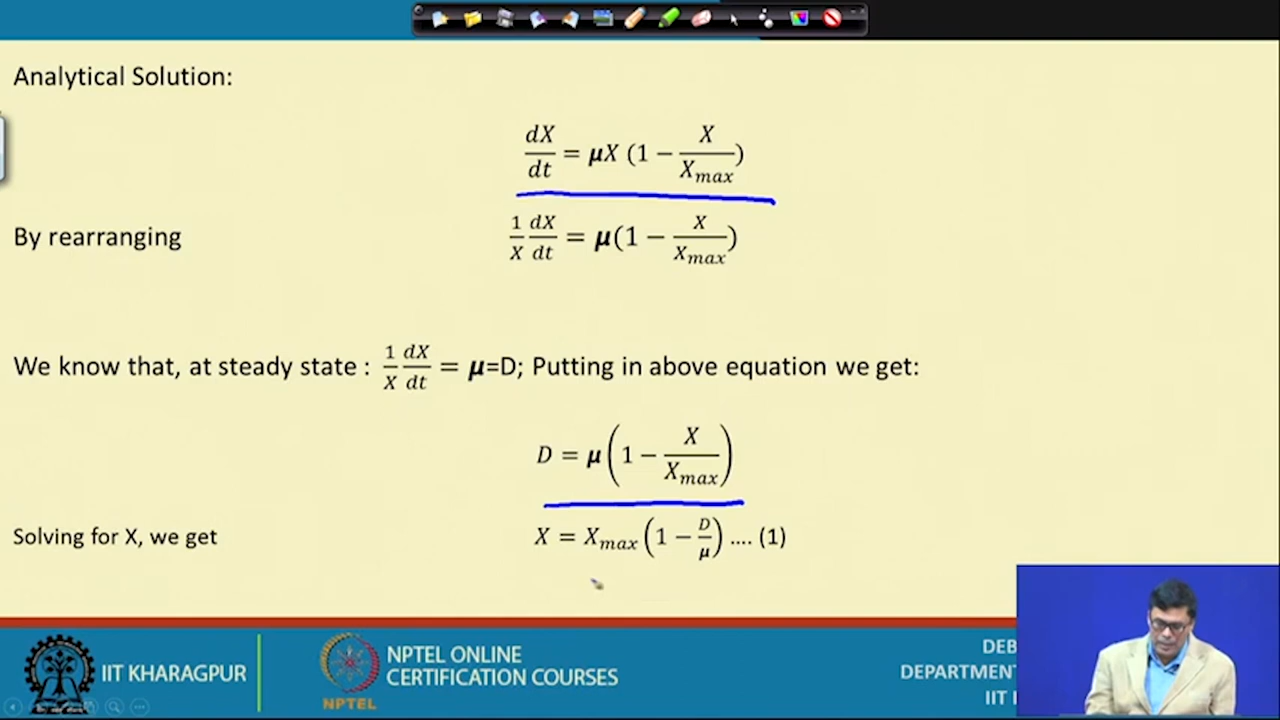 Analytical Solution:
dX/dt = μX (1 − X/X_max)
By rearranging
1/X dX/dt = μ(1 − X/X_max)
We know that, at steady state : 1/X dX/dt = μ=D; Putting in above equation we get:
D = μ(1 − X/X_max)
Solving for X, we get
X = X_max(1 − D/μ) .... (1)
IIT KHARAGPUR
NPTEL ONLINE
CERTIFICATION COURSES
NPTEL
DEB
DEPARTMENT
IIT